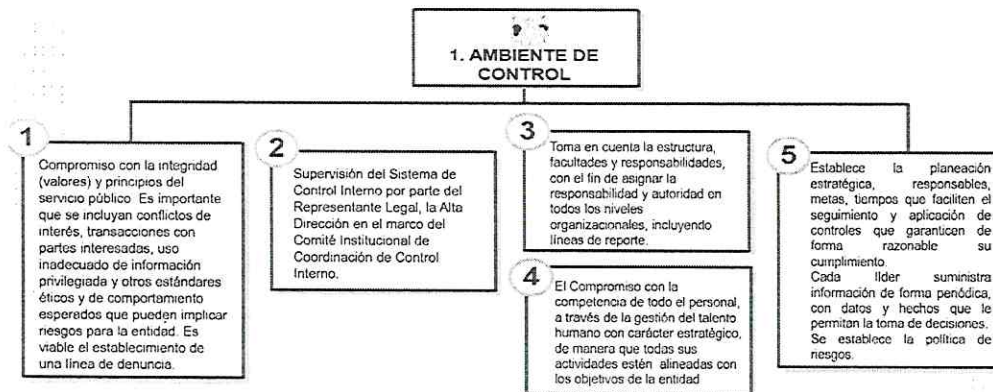 1. AMBIENTE DE
CONTROL
1
Compromiso con la integridad
(valores) y principios del
servicio público Es importante
que se incluyan conflictos de
interés, transacciones con
partes interesadas, uso
inadecuado de información
privilegiada y otros estándares
éticos y de comportamiento
esperados que pueden implicar
riesgos para la entidad. Es
viable el establecimiento de
una línea de denuncia.
2
Supervisión del Sistema de
Control Interno por parte del
Representante Legal, la Alta
Dirección en el marco del
Comité Institucional de
Coordinación de Control
Interno.
3
Toma en cuenta la estructura,
facultades y responsabilidades,
con el fin de asignar la
responsabilidad y autoridad en
todos los niveles
organizacionales, incluyendo
líneas de reporte.
4
El Compromiso con la
competencia de todo el personal,
a través de la gestión del talento
humano con carácter estratégico,
de manera que todas sus
actividades estén alineadas con
los objetivos de la entidad
5
Establece la planeación
estratégica, responsables,
metas, tiempos que faciliten el
seguimiento y aplicación de
controles que garanticen de
forma razonable su
cumplimiento.
Cada líder suministra
información de forma periódica,
con datos y hechos que le
permitan la toma de decisiones.
Se establece la política de
riesgos.